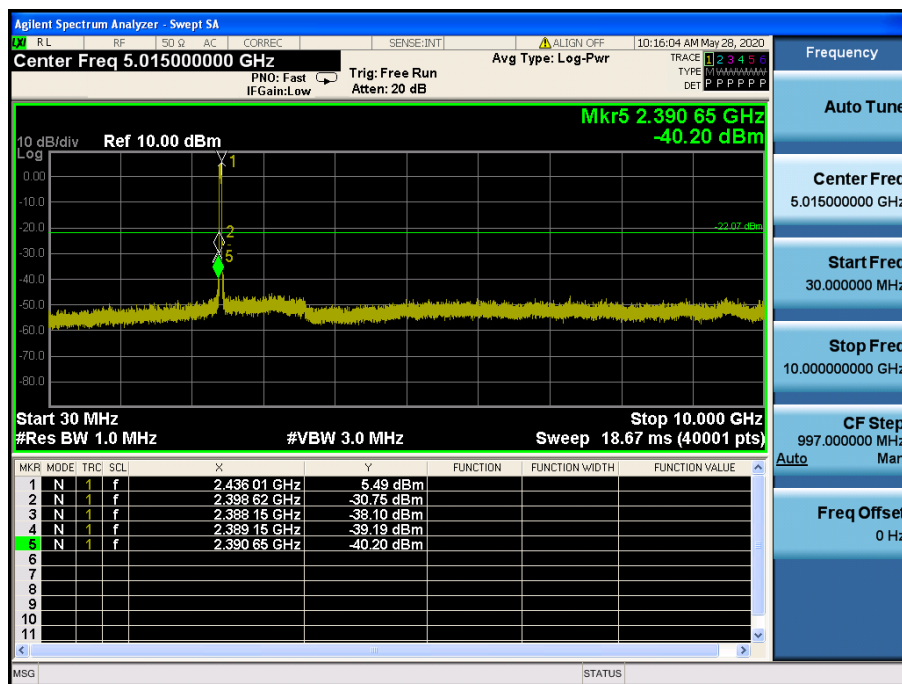 Agilent Spectrum Analyzer - Swept SA
LXI RL RF 50 Ω AC CORREC SENSE:INT ALIGN OFF 10:16:04 AM May 28, 2020
Center Freq 5.015000000 GHz
PNO: Fast
IFGain:Low
Trig: Free Run
Atten: 20 dB
Avg Type: Log-Pwr
TRACE 1 2 3 4 5 6
TYPE M W W W W W
DET P P P P P P
Mkr5 2.390 65 GHz
-40.20 dBm
10 dB/div Ref 10.00 dBm
Log
1
0.00
-10.0
-20.0
-22.07 dBm
2
5
-30.0
-40.0
-50.0
-60.0
-70.0
-80.0
Start 30 MHz Stop 10.000 GHz
#Res BW 1.0 MHz #VBW 3.0 MHz Sweep 18.67 ms (40001 pts)
MKR MODE TRC SCL X Y FUNCTION FUNCTION WIDTH FUNCTION VALUE
1 N 1 f 2.436 01 GHz 5.49 dBm
2 N 1 f 2.398 62 GHz -30.75 dBm
3 N 1 f 2.388 15 GHz -38.10 dBm
4 N 1 f 2.389 15 GHz -39.19 dBm
5 N 1 f 2.390 65 GHz -40.20 dBm
6
7
8
9
10
11
MSG STATUS
Frequency
Auto Tune
Center Freq
5.015000000 GHz
Start Freq
30.000000 MHz
Stop Freq
10.000000000 GHz
CF Step
997.000000 MHz
Auto Man
Freq Offset
0 Hz